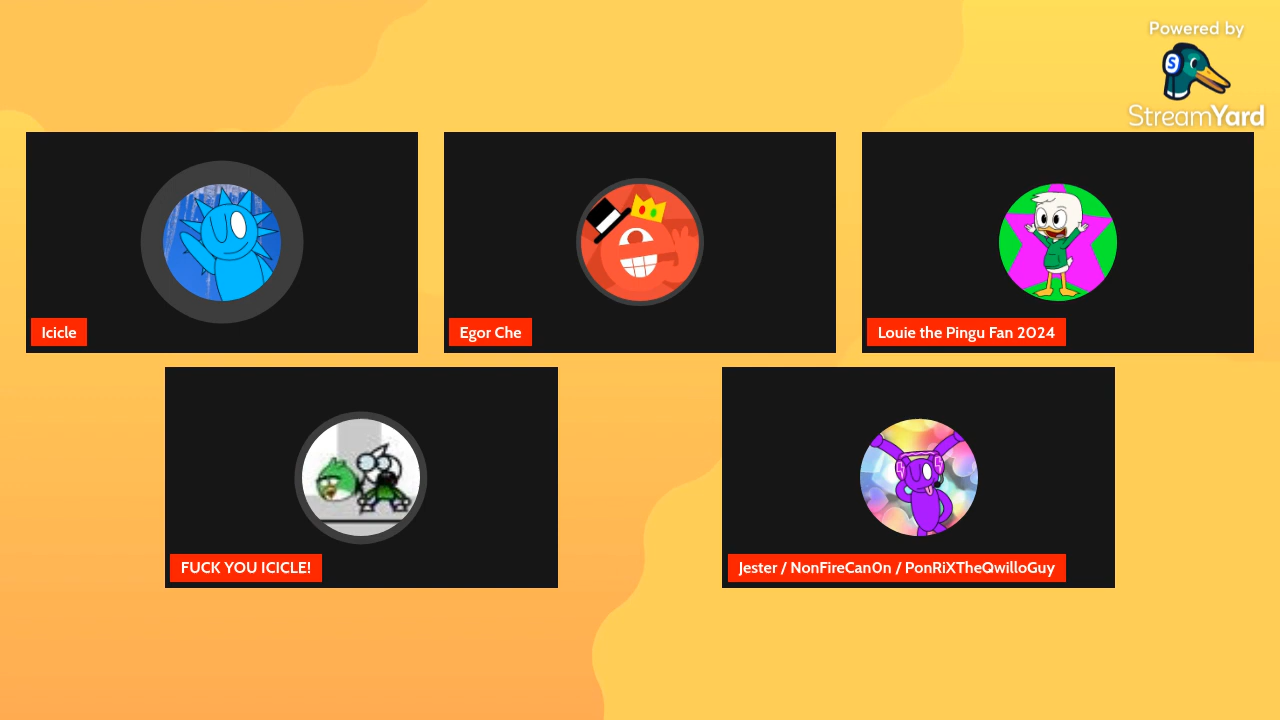 Powered by
S
StreamYard
Icicle
Egor Che
Louie the Pingu Fan 2024
FUCK YOU ICICLE!
Jester / NonFireCan0n / PonRiXTheQwilloGuy